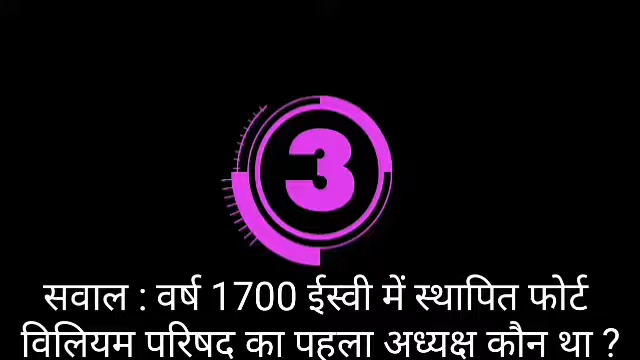 3
सवाल : वर्ष 1700 ईस्वी में स्थापित फोर्ट
विलियम परिषद का पहला अध्यक्ष कौन था ?